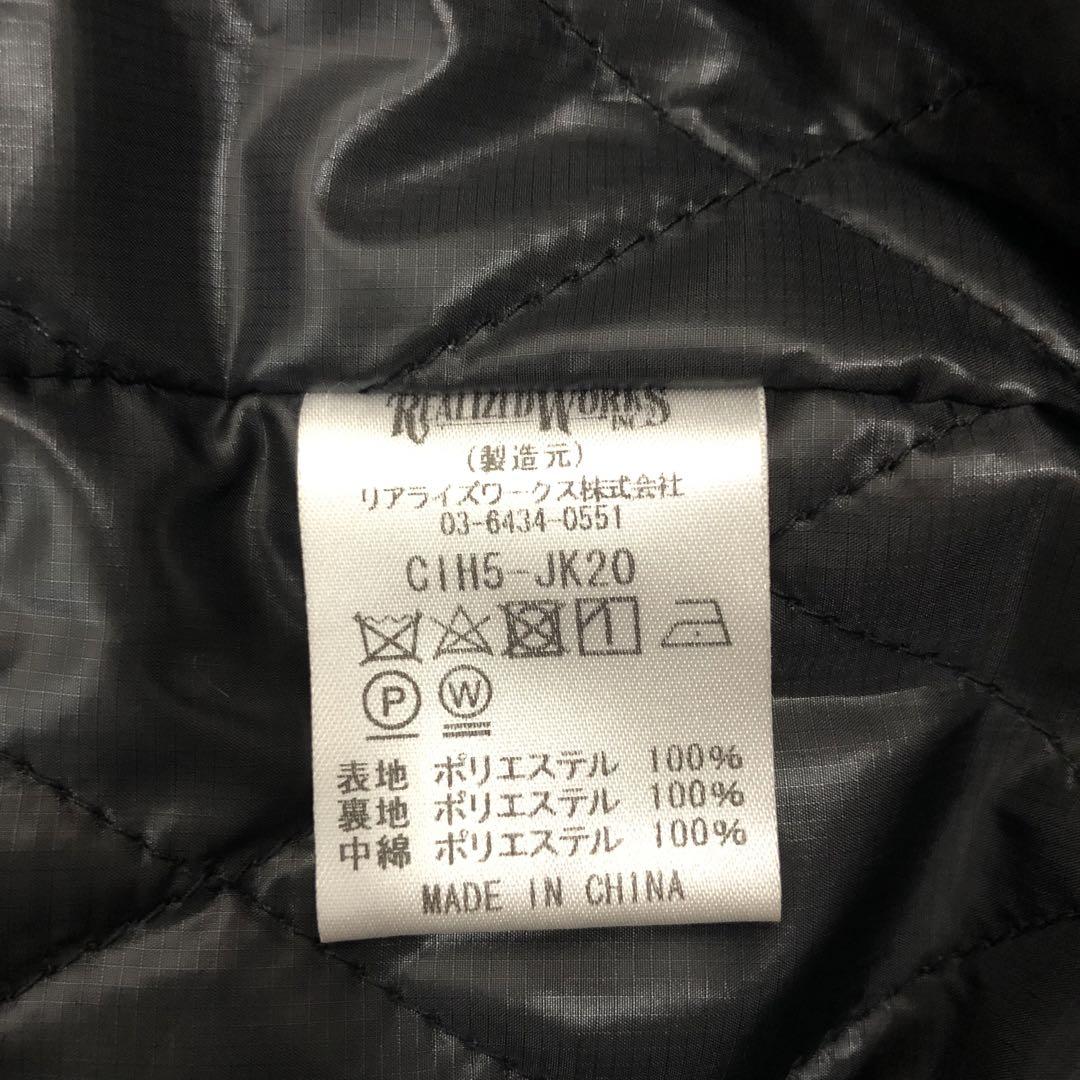 REALIZED WORKS INC.
(製造元)
リアライズワークス株式会社
03-6434-0551
CIH5-JK20
P W
表地 ポリエステル 100%
裏地 ポリエステル 100%
中綿 ポリエステル 100%
MADE IN CHINA